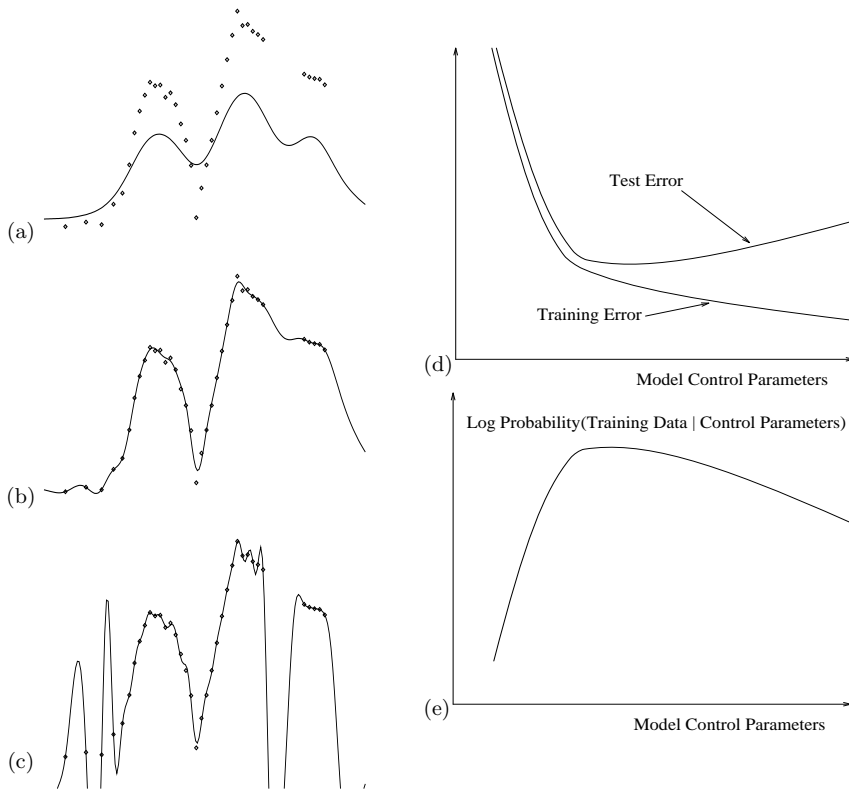 (a)
(b)
(c)
Test Error
Training Error
(d)
Model Control Parameters
Log Probability(Training Data | Control Parameters)
(e)
Model Control Parameters